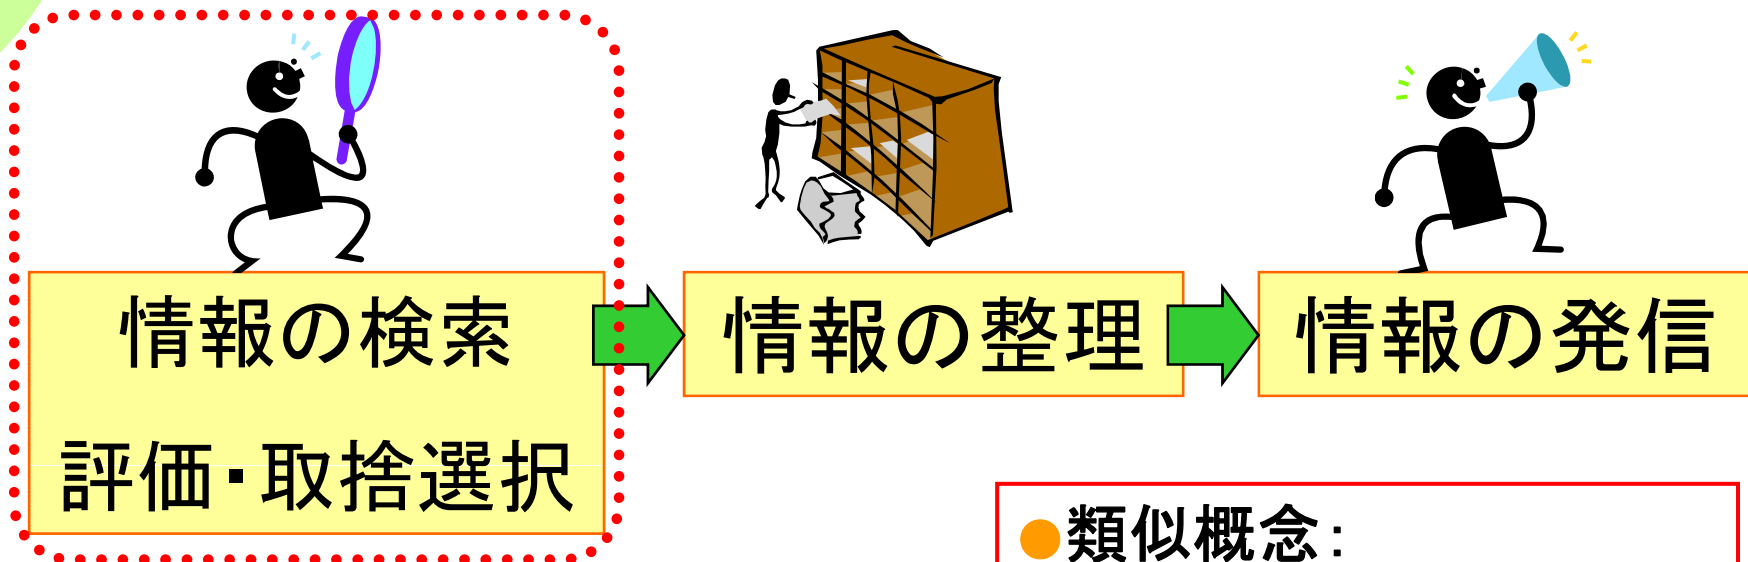 情報の検索
評価・取捨選択
情報の整理
情報の発信
●類似概念：